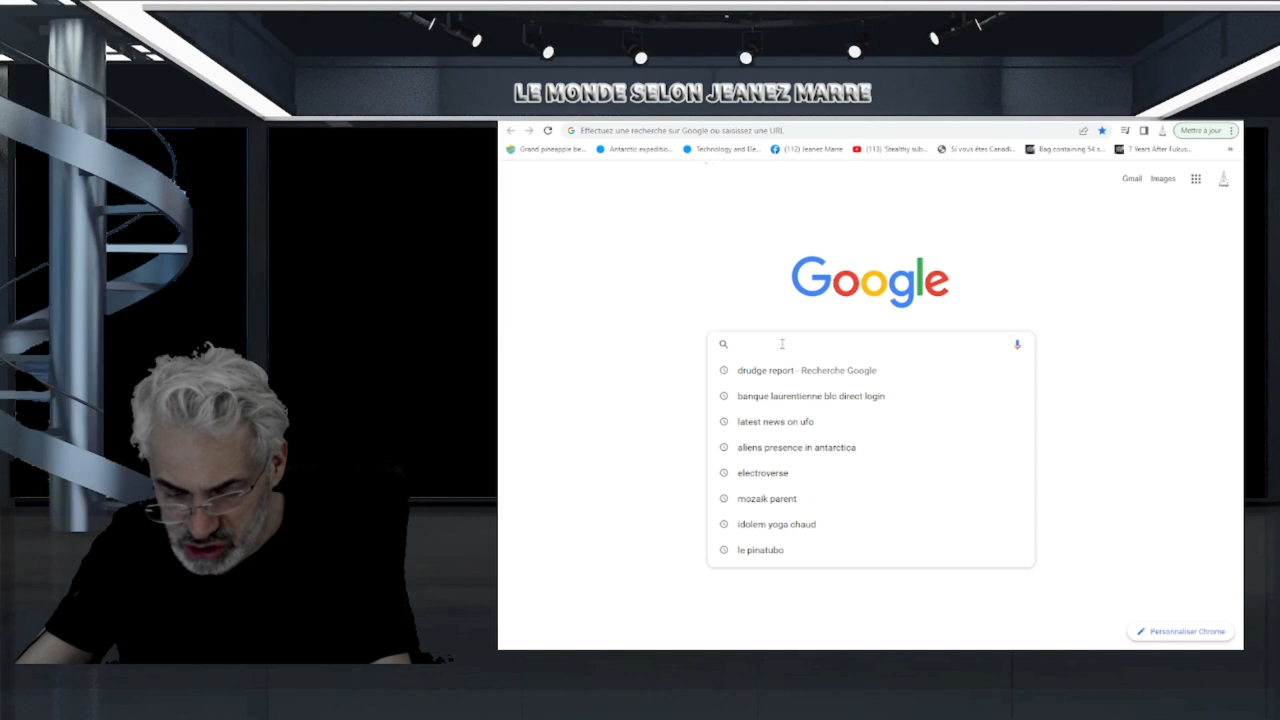 LE MONDE SELON JEANEZ MARRE
Effectuez une recherche sur Google ou saisissez une URL
Mettre à jour
Grand pineapple be...
Antarctic expeditio...
Technology and Ele...
(112) Jeanez Marre
(113) 'Stealthy sub...
Si vous êtes Canadi...
Bag containing 54 s...
7 Years After Fukus...
Gmail
Images
Google
drudge report - Recherche Google
banque laurentienne blc direct login
latest news on ufo
aliens presence in antarctica
electroverse
mozaik parent
idolem yoga chaud
le pinatubo
Personnaliser Chrome